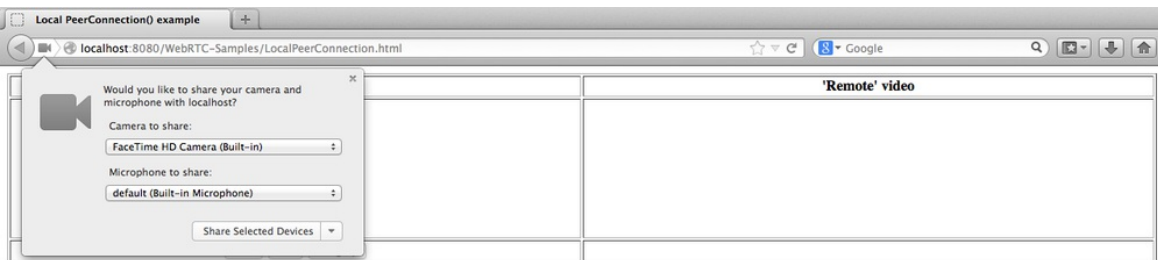 Local PeerConnection() example
localhost:8080/WebRTC-Samples/LocalPeerConnection.html
Google
Would you like to share your camera and
microphone with localhost?
Camera to share:
FaceTime HD Camera (Built-in)
Microphone to share:
default (Built-in Microphone)
Share Selected Devices
'Remote' video